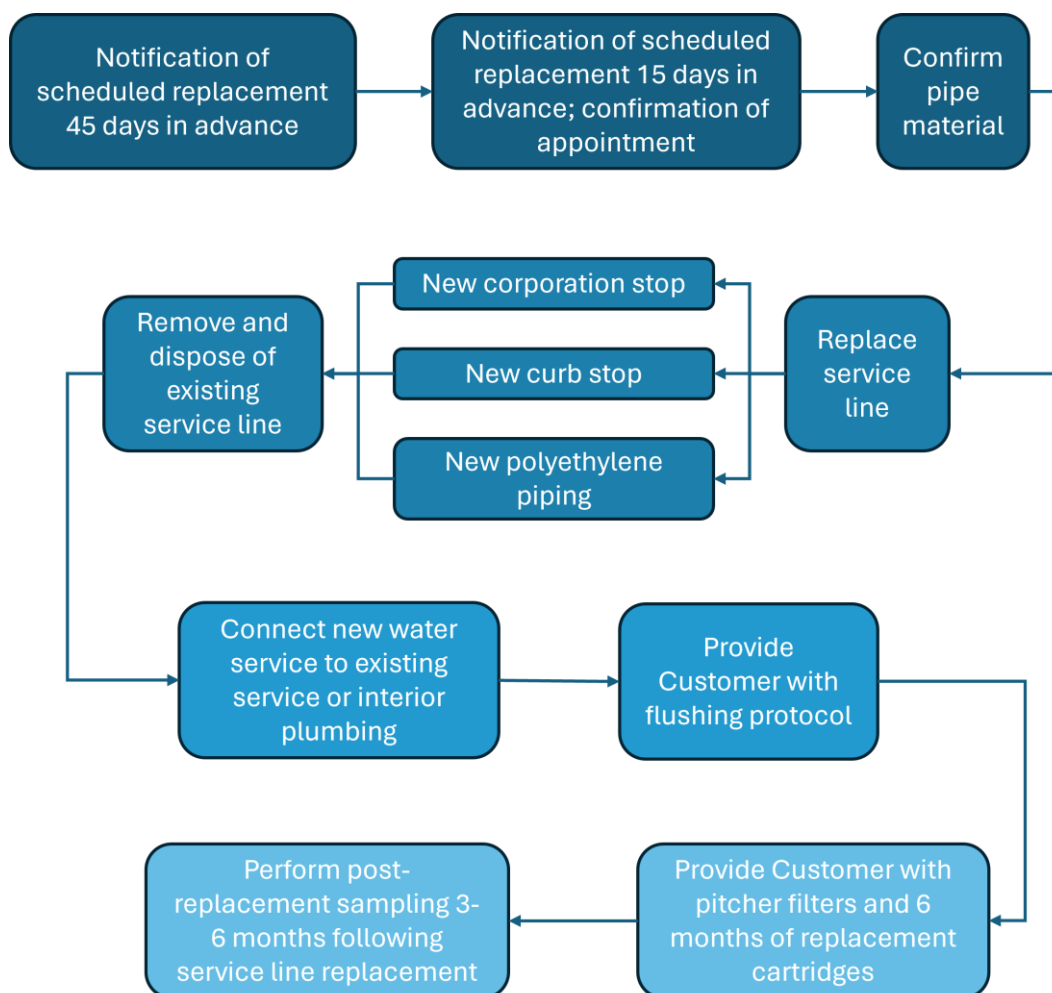 Notification of
scheduled replacement
45 days in advance
Notification of scheduled
replacement 15 days in
advance; confirmation of
appointment
Confirm
pipe
material
Replace
service
line
New corporation stop
New curb stop
New polyethylene
piping
Remove and
dispose of
existing
service line
Connect new water
service to existing
service or interior
plumbing
Provide
Customer with
flushing protocol
Provide Customer with
pitcher filters and 6
months of replacement
cartridges
Perform post-
replacement sampling 3-
6 months following
service line replacement